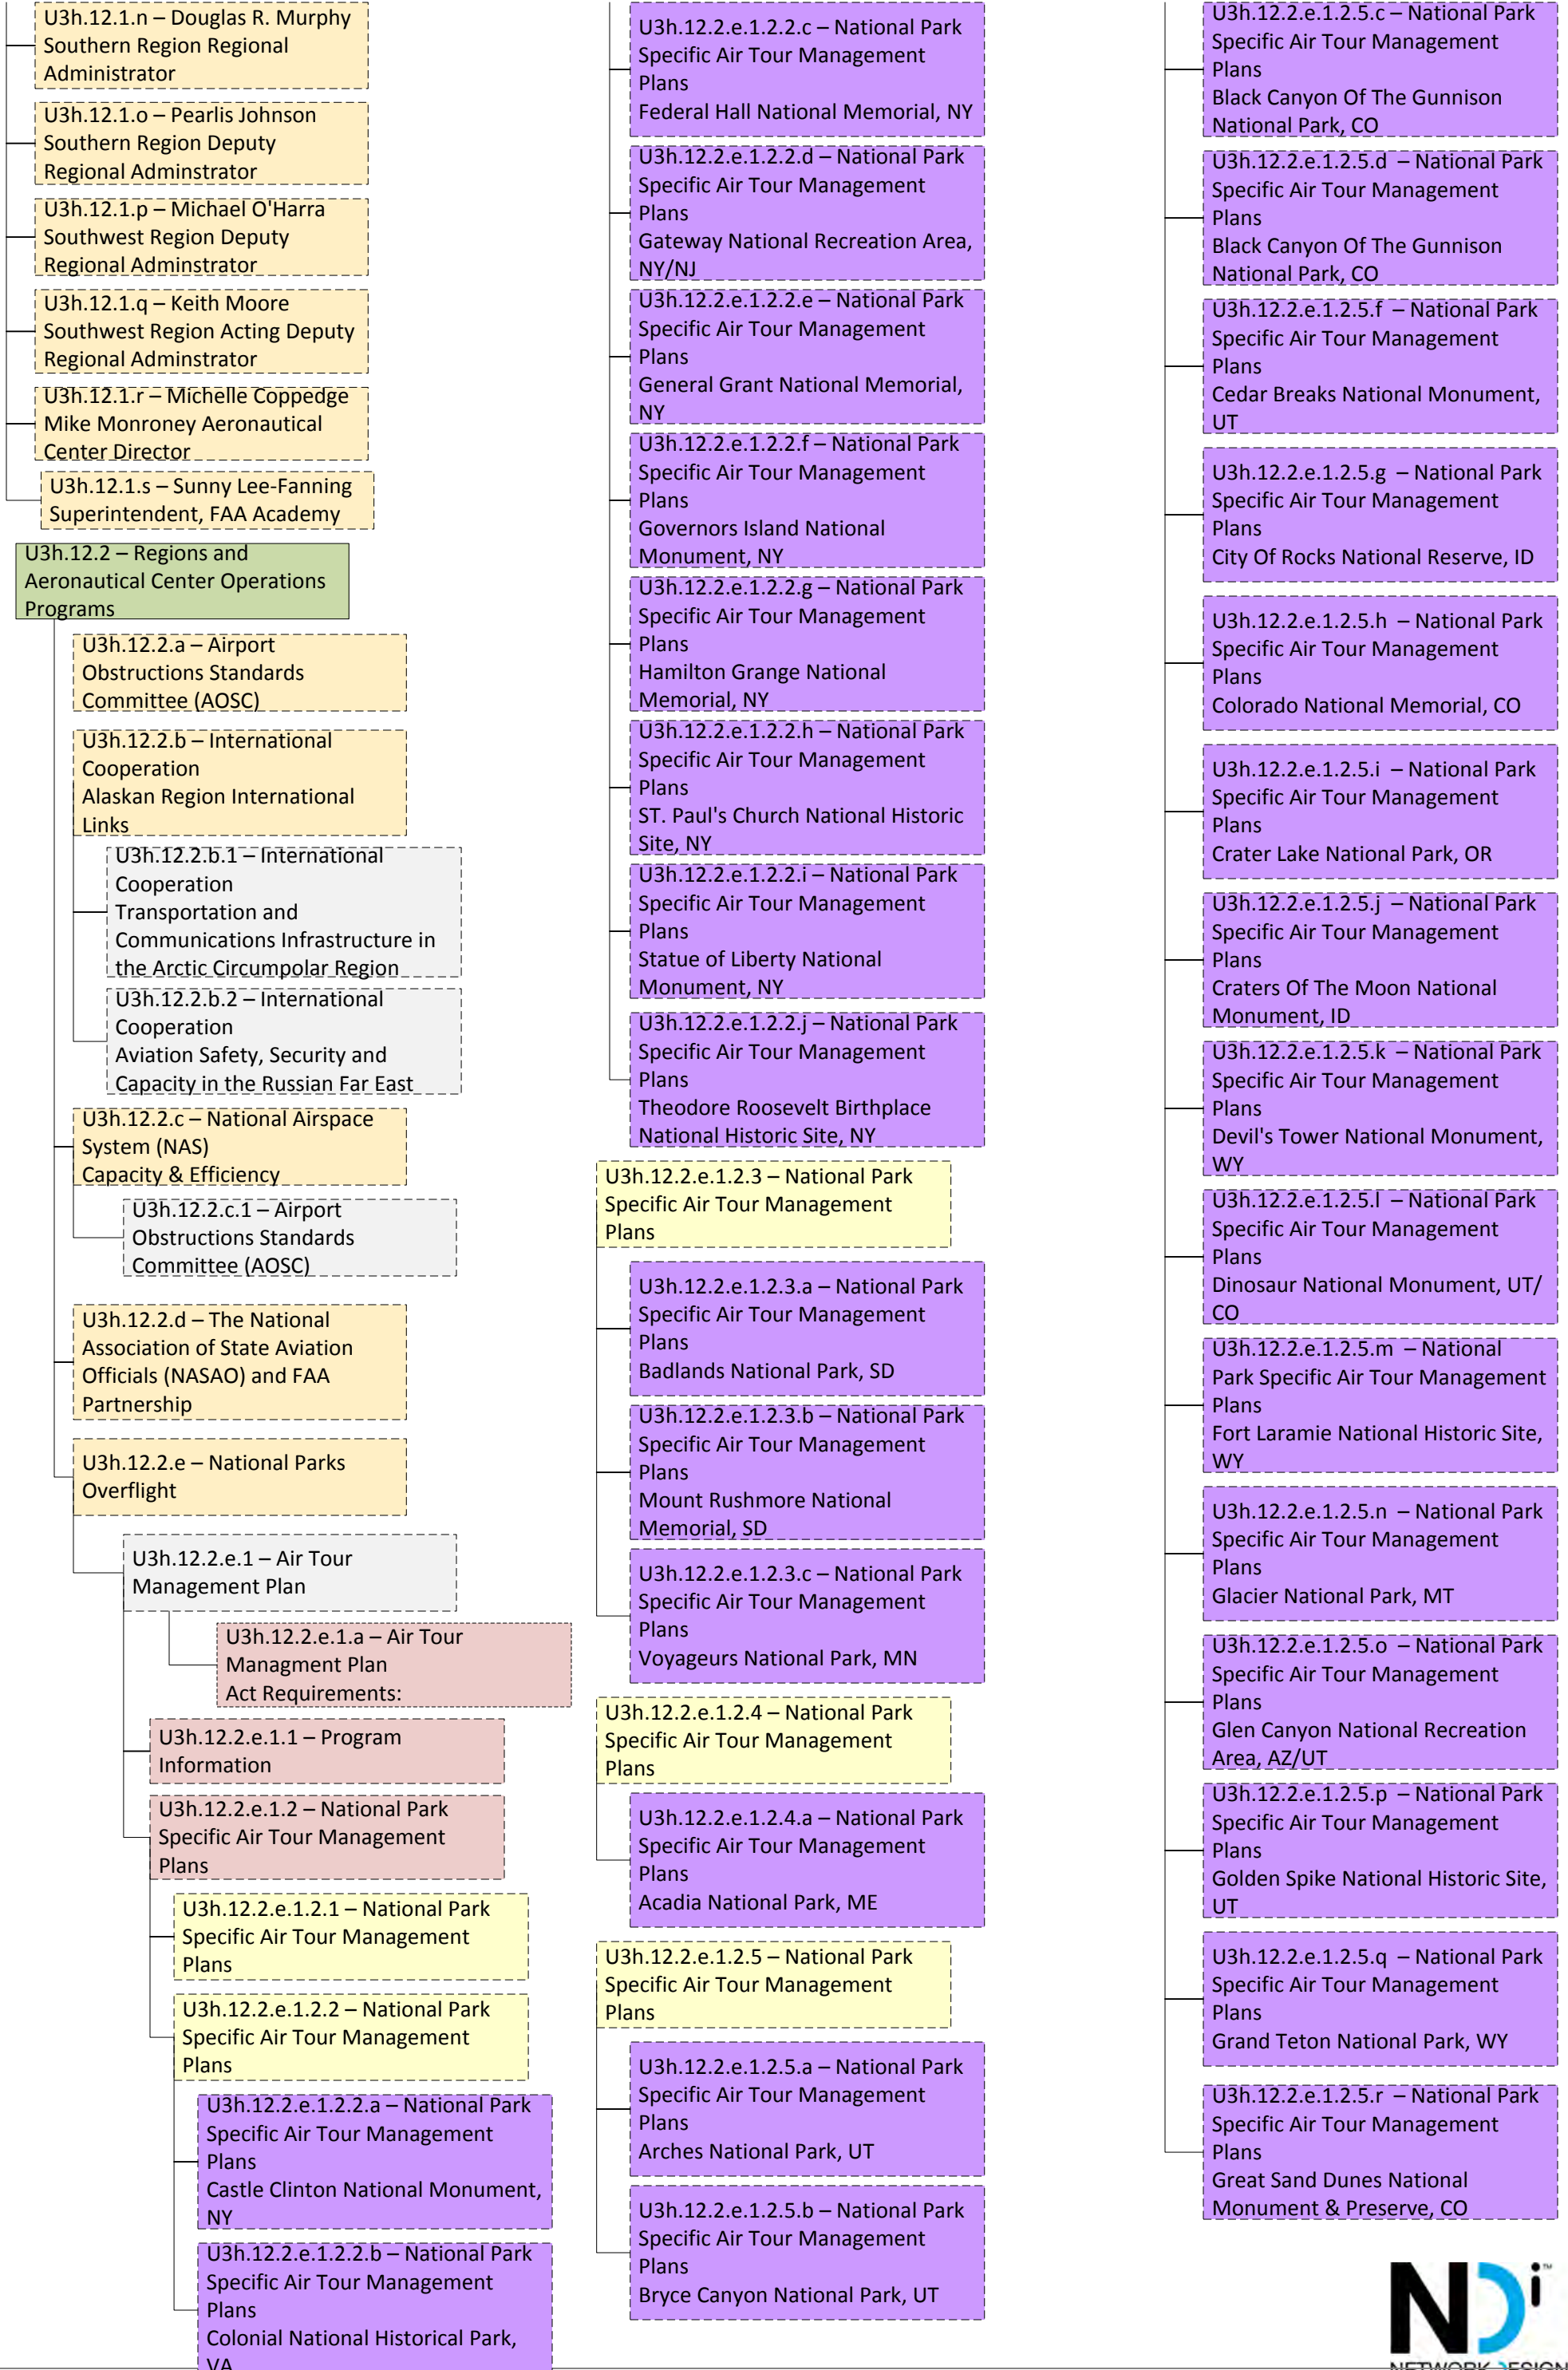 U3h.12.1.n – Douglas R. Murphy
Southern Region Regional
Administrator
U3h.12.1.o – Pearlis Johnson
Southern Region Deputy
Regional Adminstrator
U3h.12.1.p – Michael O'Harra
Southwest Region Deputy
Regional Adminstrator
U3h.12.1.q – Keith Moore
Southwest Region Acting Deputy
Regional Adminstrator
U3h.12.1.r – Michelle Coppedge
Mike Monroney Aeronautical
Center Director
U3h.12.1.s – Sunny Lee-Fanning
Superintendent, FAA Academy
U3h.12.2 – Regions and
Aeronautical Center Operations
Programs
U3h.12.2.a – Airport
Obstructions Standards
Committee (AOSC)
U3h.12.2.b – International
Cooperation
Alaskan Region International
Links
U3h.12.2.b.1 – International
Cooperation
Transportation and
Communications Infrastructure in
the Arctic Circumpolar Region
U3h.12.2.b.2 – International
Cooperation
Aviation Safety, Security and
Capacity in the Russian Far East
U3h.12.2.c – National Airspace
System (NAS)
Capacity & Efficiency
U3h.12.2.c.1 – Airport
Obstructions Standards
Committee (AOSC)
U3h.12.2.d – The National
Association of State Aviation
Officials (NASAO) and FAA
Partnership
U3h.12.2.e – National Parks
Overflight
U3h.12.2.e.1 – Air Tour
Management Plan
U3h.12.2.e.1.a – Air Tour
Managment Plan
Act Requirements:
U3h.12.2.e.1.1 – Program
Information
U3h.12.2.e.1.2 – National Park
Specific Air Tour Management
Plans
U3h.12.2.e.1.2.1 – National Park
Specific Air Tour Management
Plans
U3h.12.2.e.1.2.2 – National Park
Specific Air Tour Management
Plans
U3h.12.2.e.1.2.2.a – National Park
Specific Air Tour Management
Plans
Castle Clinton National Monument,
NY
U3h.12.2.e.1.2.2.b – National Park
Specific Air Tour Management
Plans
Colonial National Historical Park,
VA
U3h.12.2.e.1.2.2.c – National Park
Specific Air Tour Management
Plans
Federal Hall National Memorial, NY
U3h.12.2.e.1.2.2.d – National Park
Specific Air Tour Management
Plans
Gateway National Recreation Area,
NY/NJ
U3h.12.2.e.1.2.2.e – National Park
Specific Air Tour Management
Plans
General Grant National Memorial,
NY
U3h.12.2.e.1.2.2.f – National Park
Specific Air Tour Management
Plans
Governors Island National
Monument, NY
U3h.12.2.e.1.2.2.g – National Park
Specific Air Tour Management
Plans
Hamilton Grange National
Memorial, NY
U3h.12.2.e.1.2.2.h – National Park
Specific Air Tour Management
Plans
ST. Paul's Church National Historic
Site, NY
U3h.12.2.e.1.2.2.i – National Park
Specific Air Tour Management
Plans
Statue of Liberty National
Monument, NY
U3h.12.2.e.1.2.2.j – National Park
Specific Air Tour Management
Plans
Theodore Roosevelt Birthplace
National Historic Site, NY
U3h.12.2.e.1.2.3 – National Park
Specific Air Tour Management
Plans
U3h.12.2.e.1.2.3.a – National Park
Specific Air Tour Management
Plans
Badlands National Park, SD
U3h.12.2.e.1.2.3.b – National Park
Specific Air Tour Management
Plans
Mount Rushmore National
Memorial, SD
U3h.12.2.e.1.2.3.c – National Park
Specific Air Tour Management
Plans
Voyageurs National Park, MN
U3h.12.2.e.1.2.4 – National Park
Specific Air Tour Management
Plans
U3h.12.2.e.1.2.4.a – National Park
Specific Air Tour Management
Plans
Acadia National Park, ME
U3h.12.2.e.1.2.5 – National Park
Specific Air Tour Management
Plans
U3h.12.2.e.1.2.5.a – National Park
Specific Air Tour Management
Plans
Arches National Park, UT
U3h.12.2.e.1.2.5.b – National Park
Specific Air Tour Management
Plans
Bryce Canyon National Park, UT
U3h.12.2.e.1.2.5.c – National Park
Specific Air Tour Management
Plans
Black Canyon Of The Gunnison
National Park, CO
U3h.12.2.e.1.2.5.d – National Park
Specific Air Tour Management
Plans
Black Canyon Of The Gunnison
National Park, CO
U3h.12.2.e.1.2.5.f – National Park
Specific Air Tour Management
Plans
Cedar Breaks National Monument,
UT
U3h.12.2.e.1.2.5.g – National Park
Specific Air Tour Management
Plans
City Of Rocks National Reserve, ID
U3h.12.2.e.1.2.5.h – National Park
Specific Air Tour Management
Plans
Colorado National Memorial, CO
U3h.12.2.e.1.2.5.i – National Park
Specific Air Tour Management
Plans
Crater Lake National Park, OR
U3h.12.2.e.1.2.5.j – National Park
Specific Air Tour Management
Plans
Craters Of The Moon National
Monument, ID
U3h.12.2.e.1.2.5.k – National Park
Specific Air Tour Management
Plans
Devil's Tower National Monument,
WY
U3h.12.2.e.1.2.5.l – National Park
Specific Air Tour Management
Plans
Dinosaur National Monument, UT/
CO
U3h.12.2.e.1.2.5.m – National
Park Specific Air Tour Management
Plans
Fort Laramie National Historic Site,
WY
U3h.12.2.e.1.2.5.n – National Park
Specific Air Tour Management
Plans
Glacier National Park, MT
U3h.12.2.e.1.2.5.o – National Park
Specific Air Tour Management
Plans
Glen Canyon National Recreation
Area, AZ/UT
U3h.12.2.e.1.2.5.p – National Park
Specific Air Tour Management
Plans
Golden Spike National Historic Site,
UT
U3h.12.2.e.1.2.5.q – National Park
Specific Air Tour Management
Plans
Grand Teton National Park, WY
U3h.12.2.e.1.2.5.r – National Park
Specific Air Tour Management
Plans
Great Sand Dunes National
Monument & Preserve, CO
NDi™
NETWORK DESIGN